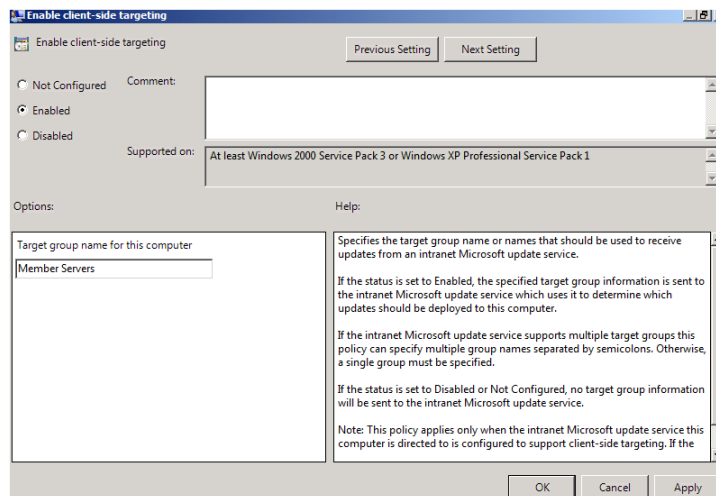 Enable client-side targeting
Enable client-side targeting
Previous Setting
Next Setting
Not Configured
Comment:
Enabled
Disabled
Supported on:
At least Windows 2000 Service Pack 3 or Windows XP Professional Service Pack 1
Options:
Help:
Target group name for this computer
Member Servers
Specifies the target group name or names that should be used to receive
updates from an intranet Microsoft update service.
If the status is set to Enabled, the specified target group information is sent to
the intranet Microsoft update service which uses it to determine which
updates should be deployed to this computer.
If the intranet Microsoft update service supports multiple target groups this
policy can specify multiple group names separated by semicolons. Otherwise,
a single group must be specified.
If the status is set to Disabled or Not Configured, no target group information
will be sent to the intranet Microsoft update service.
Note: This policy applies only when the intranet Microsoft update service this
computer is directed to is configured to support client-side targeting. If the
OK
Cancel
Apply